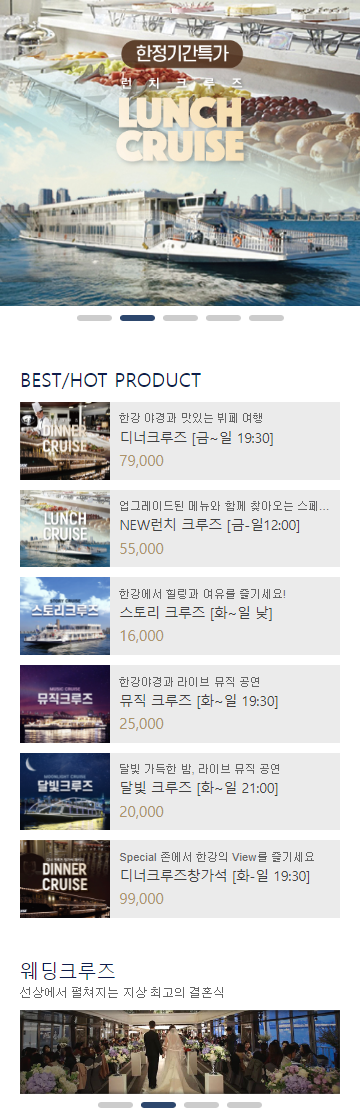 한정기간특가
런치크루즈
LUNCH
CRUISE
BEST/HOT PRODUCT
DINNER
CRUISE
한강 야경과 맛있는 뷔페 여행
디너크루즈 [금~일 19:30]
79,000
LUNCH
CRUISE
업그레이드된 메뉴와 함께 찾아오는 스페...
NEW런치 크루즈 [금-일12:00]
55,000
스토리크루즈
한강에서 힐링과 여유를 즐기세요!
스토리 크루즈 [화~일 낮]
16,000
MUSIC CRUISE
뮤직크루즈
한강야경과 라이브 뮤직 공연
뮤직 크루즈 [화~일 19:30]
25,000
MOONLIGHT CRUISE
달빛크루즈
달빛 가득한 밤, 라이브 뮤직 공연
달빛 크루즈 [화~일 21:00]
20,000
DINNER
CRUISE
Special 존에서 한강의 View를 즐기세요
디너크루즈창가석 [화-일 19:30]
99,000
웨딩크루즈
선상에서 펼쳐지는 지상 최고의 결혼식